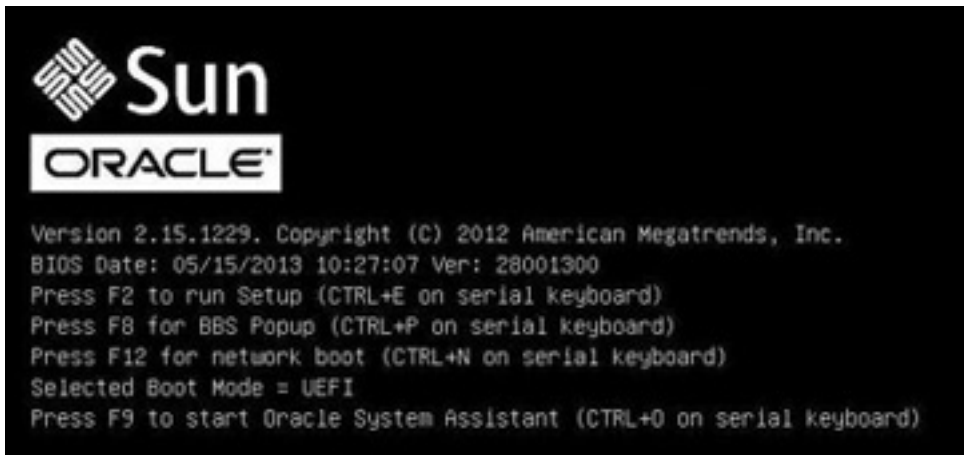 Sun
ORACLE
Version 2.15.1229. Copyright (C) 2012 American Megatrends, Inc.
BIOS Date: 05/15/2013 10:27:07 Ver: 28001300
Press F2 to run Setup (CTRL+E on serial keyboard)
Press F8 for BBS Popup (CTRL+P on serial keyboard)
Press F12 for network boot (CTRL+N on serial keyboard)
Selected Boot Mode = UEFI
Press F9 to start Oracle System Assistant (CTRL+O on serial keyboard)